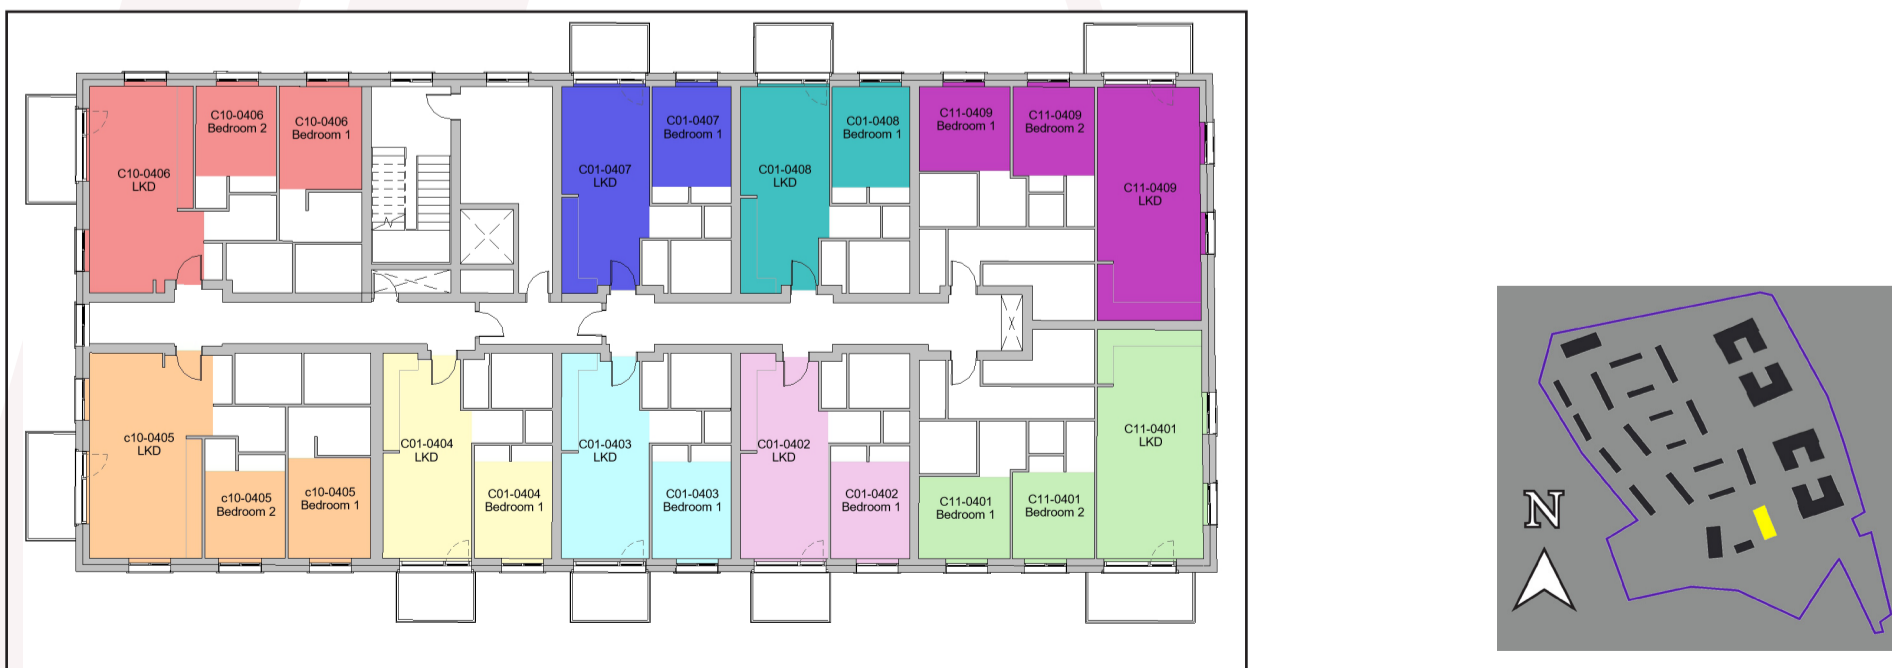 C10-0406
LKD
C10-0406
Bedroom 2
C10-0406
Bedroom 1
C01-0407
LKD
C01-0407
Bedroom 1
C01-0408
LKD
C01-0408
Bedroom 1
C11-0409
Bedroom 1
C11-0409
Bedroom 2
C11-0409
LKD
c10-0405
LKD
c10-0405
Bedroom 2
c10-0405
Bedroom 1
C01-0404
LKD
C01-0404
Bedroom 1
C01-0403
LKD
C01-0403
Bedroom 1
C01-0402
LKD
C01-0402
Bedroom 1
C11-0401
Bedroom 1
C11-0401
Bedroom 2
C11-0401
LKD
N